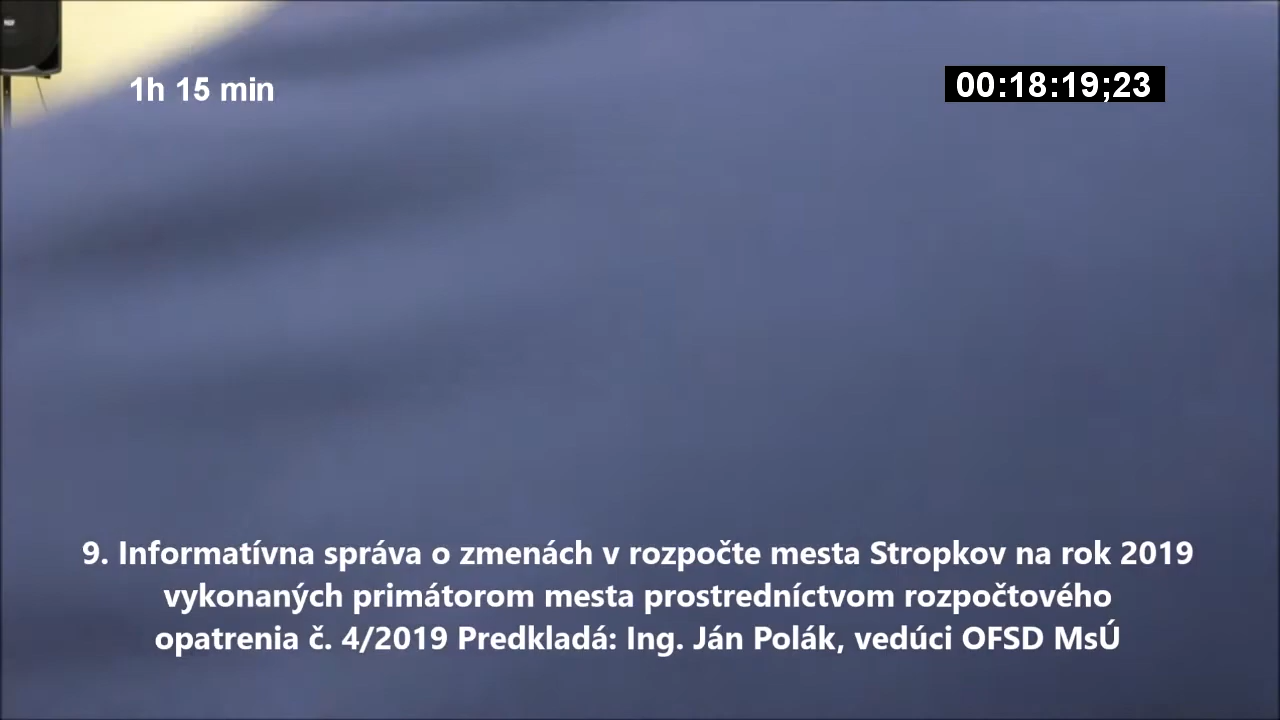 1h 15 min
00:18:19;23
9. Informatívna správa o zmenách v rozpočte mesta Stropkov na rok 2019
vykonaných primátorom mesta prostredníctvom rozpočtového
opatrenia č. 4/2019 Predkladá: Ing. Ján Polák, vedúci OFSD MsÚ